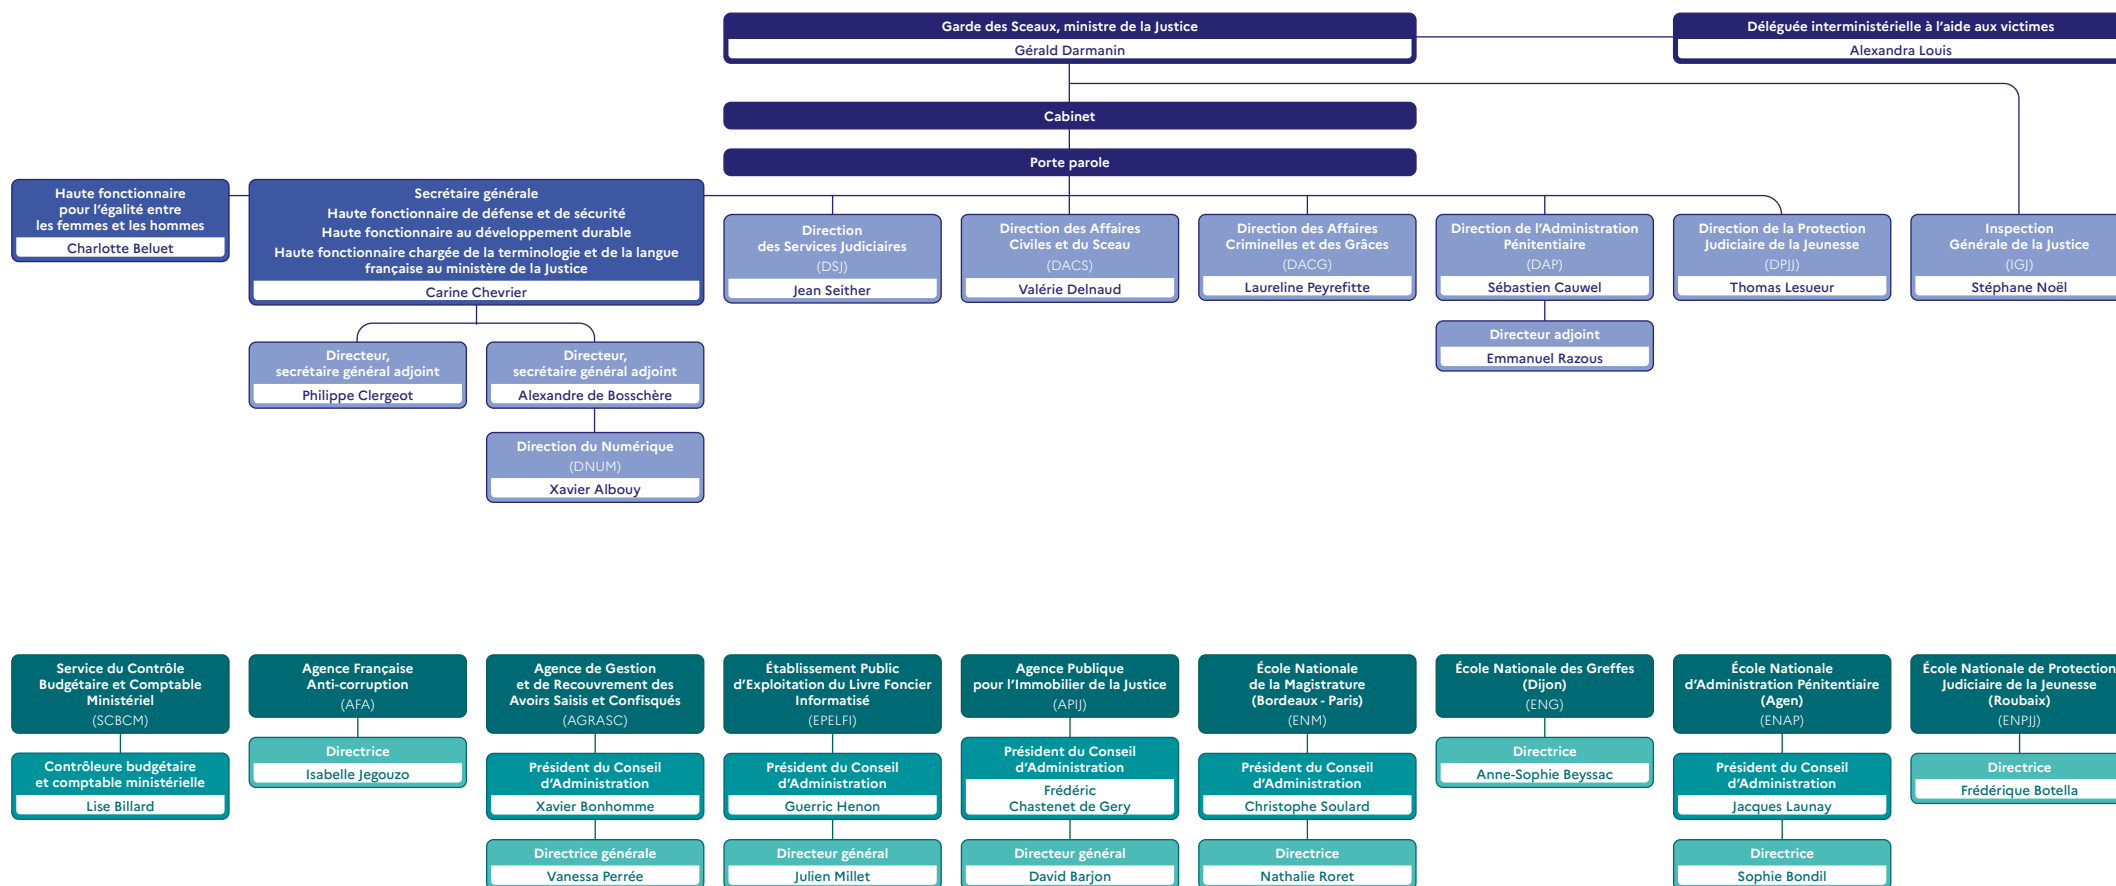 Garde des Sceaux, ministre de la Justice
Gérald Darmanin
Déléguée interministérielle à l'aide aux victimes
Alexandra Louis
Cabinet
Porte parole
Haute fonctionnaire
pour l'égalité entre
les femmes et les hommes
Charlotte Beluet
Secrétaire générale
Haute fonctionnaire de défense et de sécurité
Haute fonctionnaire au développement durable
Haute fonctionnaire chargée de la terminologie et de la langue
française au ministère de la Justice
Carine Chevrier
Direction
des Services Judiciaires
(DSJ)
Jean Seither
Direction des Affaires
Civiles et du Sceau
(DACS)
Valérie Delnaud
Direction des Affaires
Criminelles et des Grâces
(DACG)
Laureline Peyrefitte
Direction de l'Administration
Pénitentiaire
(DAP)
Sébastien Cauwel
Direction de la Protection
Judiciaire de la Jeunesse
(DPJJ)
Thomas Lesueur
Inspection
Générale de la Justice
(IGJ)
Stéphane Noël
Directeur adjoint
Emmanuel Razous
Directeur,
secrétaire général adjoint
Philippe Clergeot
Directeur,
secrétaire général adjoint
Alexandre de Bosschère
Direction du Numérique
(DNUM)
Xavier Albouy
Service du Contrôle
Budgétaire et Comptable
Ministériel
(SCBCM)
Contrôleure budgétaire
et comptable ministérielle
Lise Billard
Agence Française
Anti-corruption
(AFA)
Directrice
Isabelle Jegouzo
Agence de Gestion
et de Recouvrement des
Avoirs Saisis et Confisqués
(AGRASC)
Président du Conseil
d'Administration
Xavier Bonhomme
Directrice générale
Vanessa Perrée
Établissement Public
d'Exploitation du Livre Foncier
Informatisé
(EPELFI)
Président du Conseil
d'Administration
Guerric Henon
Directeur général
Julien Millet
Agence Publique
pour l'Immobilier de la Justice
(APIJ)
Président du Conseil
d'Administration
Frédéric
Chastenet de Gery
Directeur général
David Barjon
École Nationale
de la Magistrature
(Bordeaux - Paris)
(ENM)
Président du Conseil
d'Administration
Christophe Soulard
Directrice
Nathalie Roret
École Nationale des Greffes
(Dijon)
(ENG)
Directrice
Anne-Sophie Beyssac
École Nationale
d'Administration Pénitentiaire
(Agen)
(ENAP)
Président du Conseil
d'Administration
Jacques Launay
Directrice
Sophie Bondil
École Nationale de Protection
Judiciaire de la Jeunesse
(Roubaix)
(ENPJJ)
Directrice
Frédérique Botella